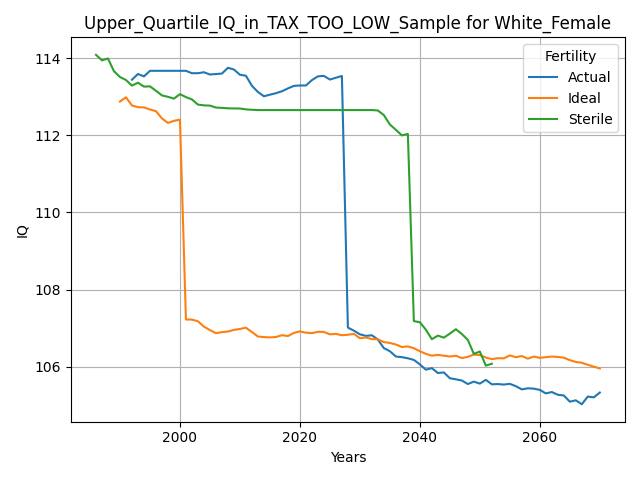 Upper_Quartile_IQ_in_TAX_TOO_LOW_Sample for White_Female
Fertility
Actual
Ideal
Sterile
114
112
110
108
106
IQ
2000
2020
2040
2060
Years